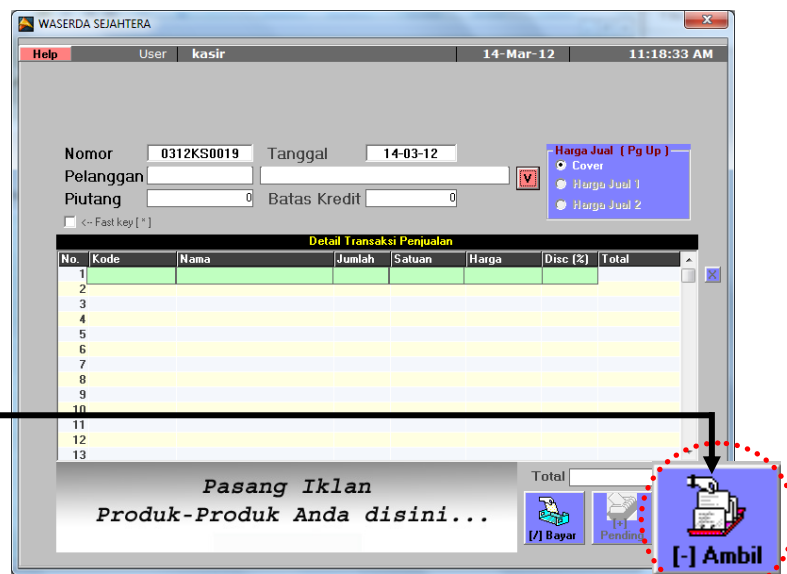 WASERDA SEJAHTERA
x
Help User kasir 14-Mar-12 11:18:33 AM
Nomor 0312KS0019 Tanggal 14-03-12
Harga Jual ( Pg Up )
Cover
Pelanggan V
Harga Jual 1
Piutang 0 Batas Kredit 0
Harga Jual 2
<-- Fast key [ * ]
Detail Transaksi Penjualan
No. Kode Nama Jumlah Satuan Harga Disc (%) Total
1 X
2
3
4
5
6
7
8
9
10
11
12
13
Pasang Iklan
Produk-Produk Anda disini...
Total
[/] Bayar
[+]
Pending
[-] Ambil